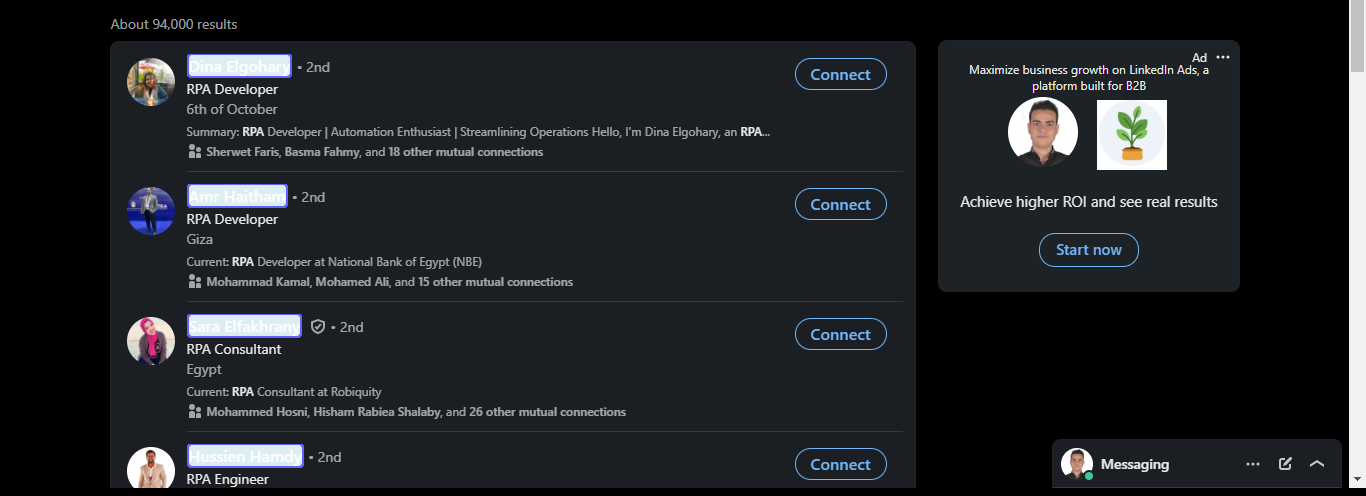 About 94,000 results
Dina Elgohary • 2nd
Connect
RPA Developer
6th of October
Summary: RPA Developer | Automation Enthusiast | Streamlining Operations Hello, I'm Dina Elgohary, an RPA...
Sherwet Faris, Basma Fahmy, and 18 other mutual connections
Amr Haitham • 2nd
Connect
RPA Developer
Giza
Current: RPA Developer at National Bank of Egypt (NBE)
Mohammad Kamal, Mohamed Ali, and 15 other mutual connections
Sara Elfakhrany • 2nd
Connect
RPA Consultant
Egypt
Current: RPA Consultant at Robiquity
Mohammed Hosni, Hisham Rabiea Shalaby, and 26 other mutual connections
Hussien Hamdy • 2nd
Connect
RPA Engineer
Ad
Maximize business growth on LinkedIn Ads, a
platform built for B2B
Achieve higher ROI and see real results
Start now
Messaging